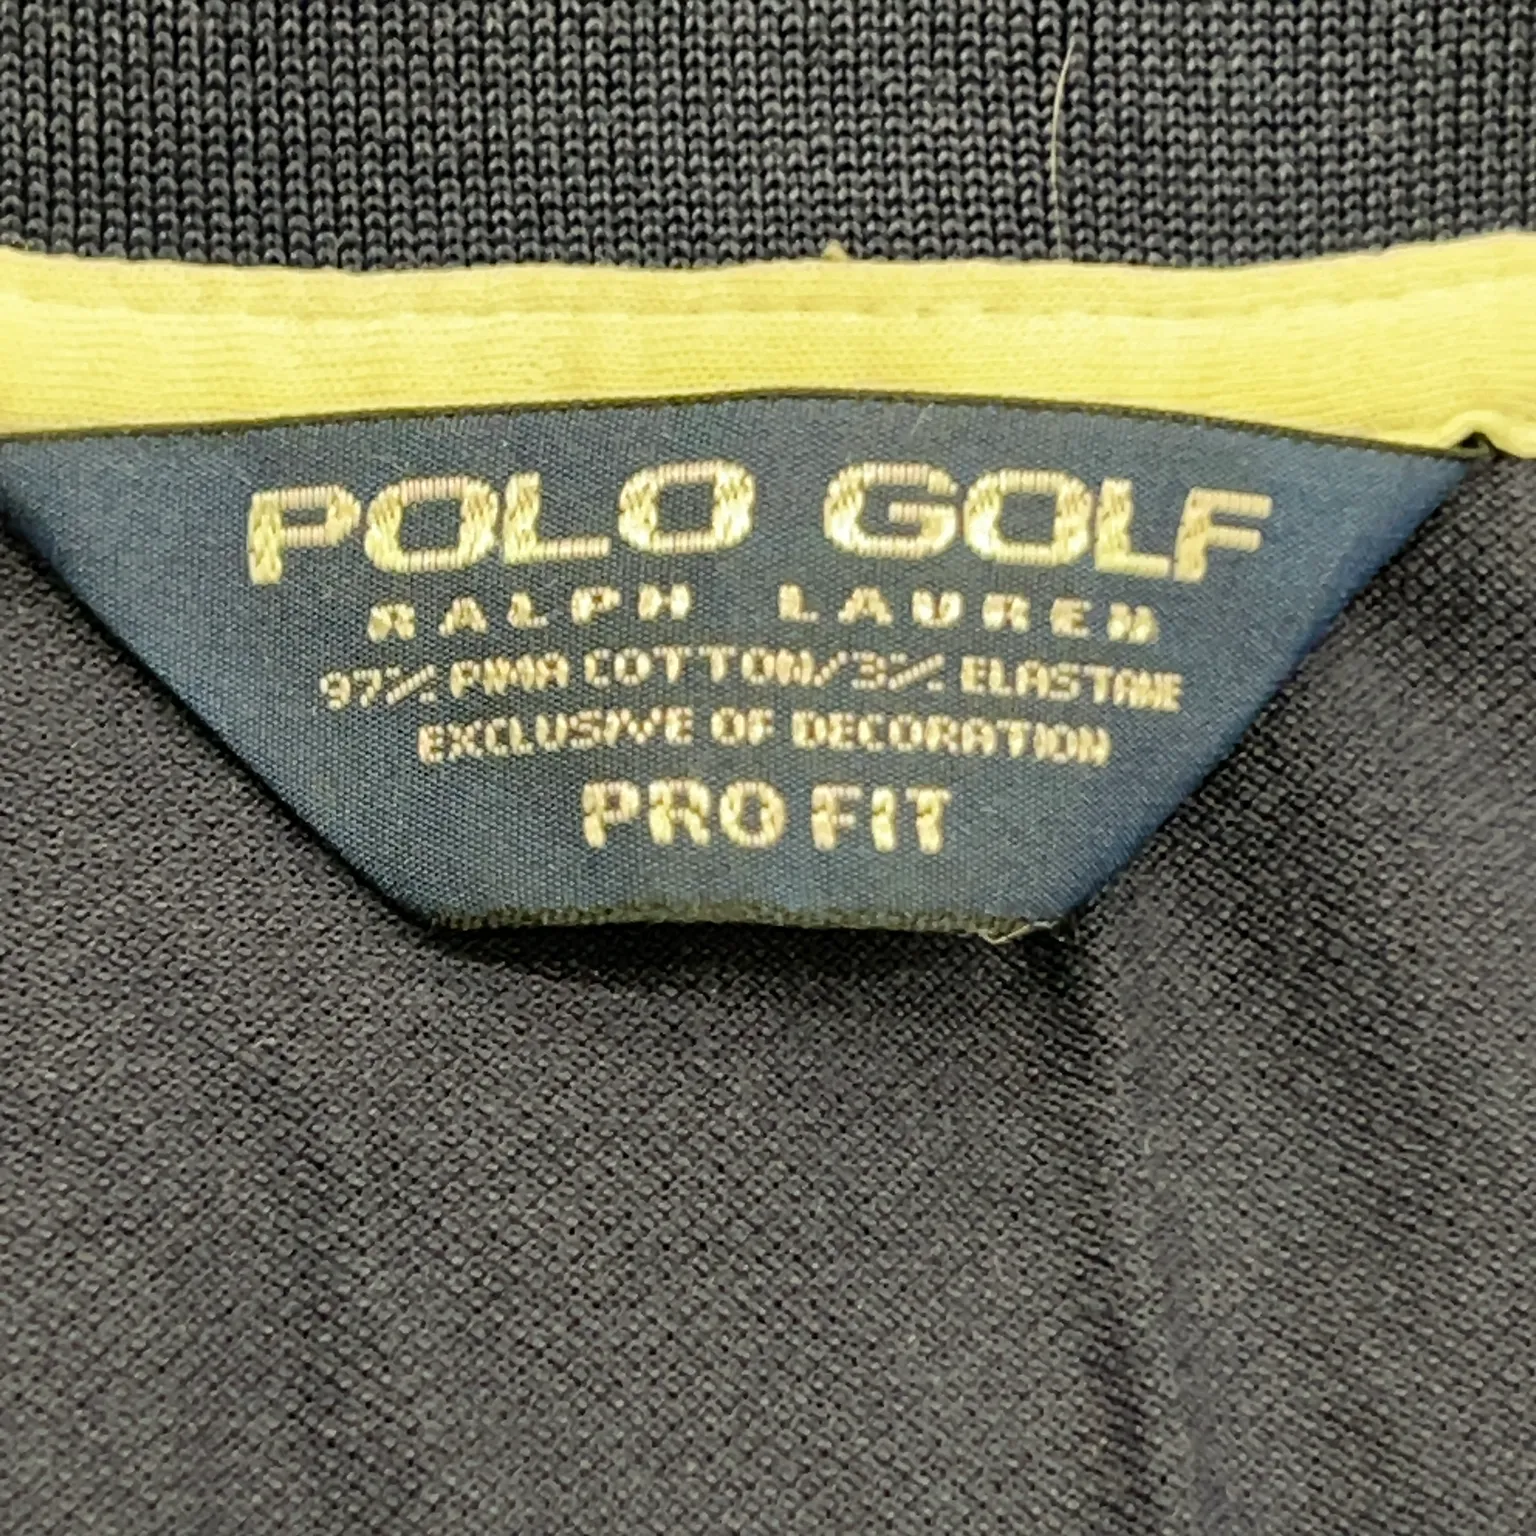 POLO GOLF
RALPH LAUREN
97% PIMA COTTON/3% ELASTANE
EXCLUSIVE OF DECORATION
PRO FIT